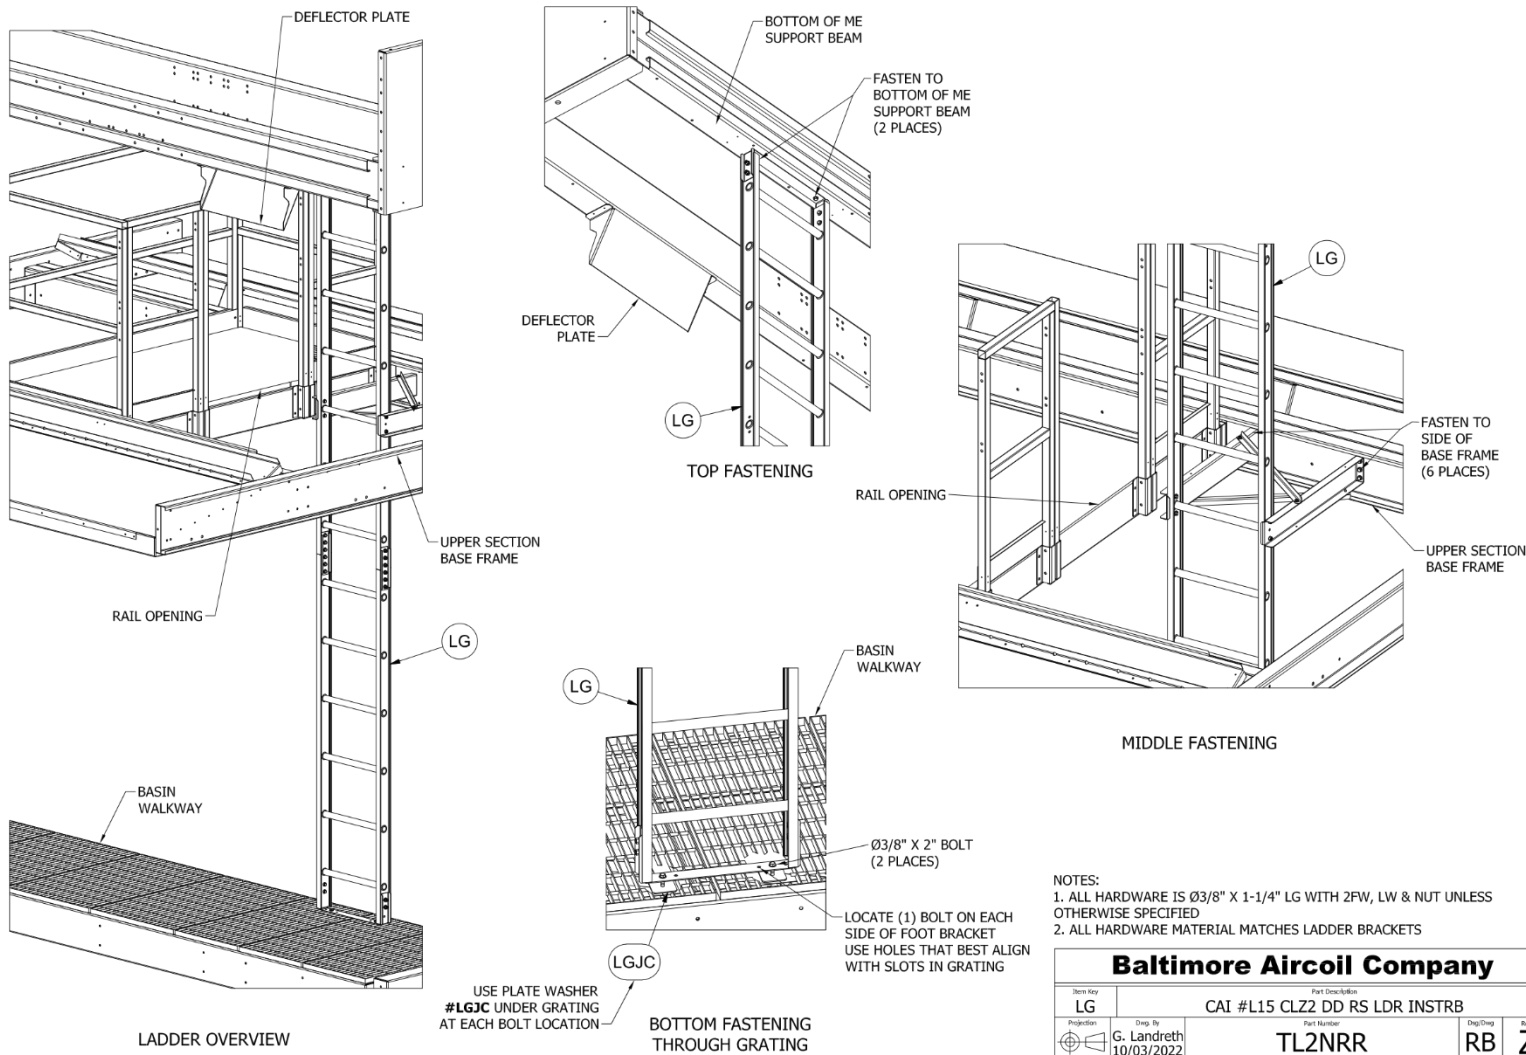 DEFLECTOR PLATE
UPPER SECTION
BASE FRAME
RAIL OPENING
LG
BASIN
WALKWAY
LADDER OVERVIEW
BOTTOM OF ME
SUPPORT BEAM
FASTEN TO
BOTTOM OF ME
SUPPORT BEAM
(2 PLACES)
DEFLECTOR
PLATE
LG
TOP FASTENING
LG
FASTEN TO
SIDE OF
BASE FRAME
(6 PLACES)
RAIL OPENING
UPPER SECTION
BASE FRAME
MIDDLE FASTENING
BASIN
WALKWAY
LG
Ø3/8" X 2" BOLT
(2 PLACES)
LOCATE (1) BOLT ON EACH
SIDE OF FOOT BRACKET
USE HOLES THAT BEST ALIGN
WITH SLOTS IN GRATING
LGJC
USE PLATE WASHER
#LGJC UNDER GRATING
AT EACH BOLT LOCATION
BOTTOM FASTENING
THROUGH GRATING
NOTES:
1. ALL HARDWARE IS Ø3/8" X 1-1/4" LG WITH 2FW, LW & NUT UNLESS
OTHERWISE SPECIFIED
2. ALL HARDWARE MATERIAL MATCHES LADDER BRACKETS
Baltimore Aircoil Company
Item Key
LG
Part Description
CAI #L15 CLZ2 DD RS LDR INSTRB
Projection
Dwg. By
G. Landreth
10/03/2022
Part Number
TL2NRR
Dsg/Dwg
RB